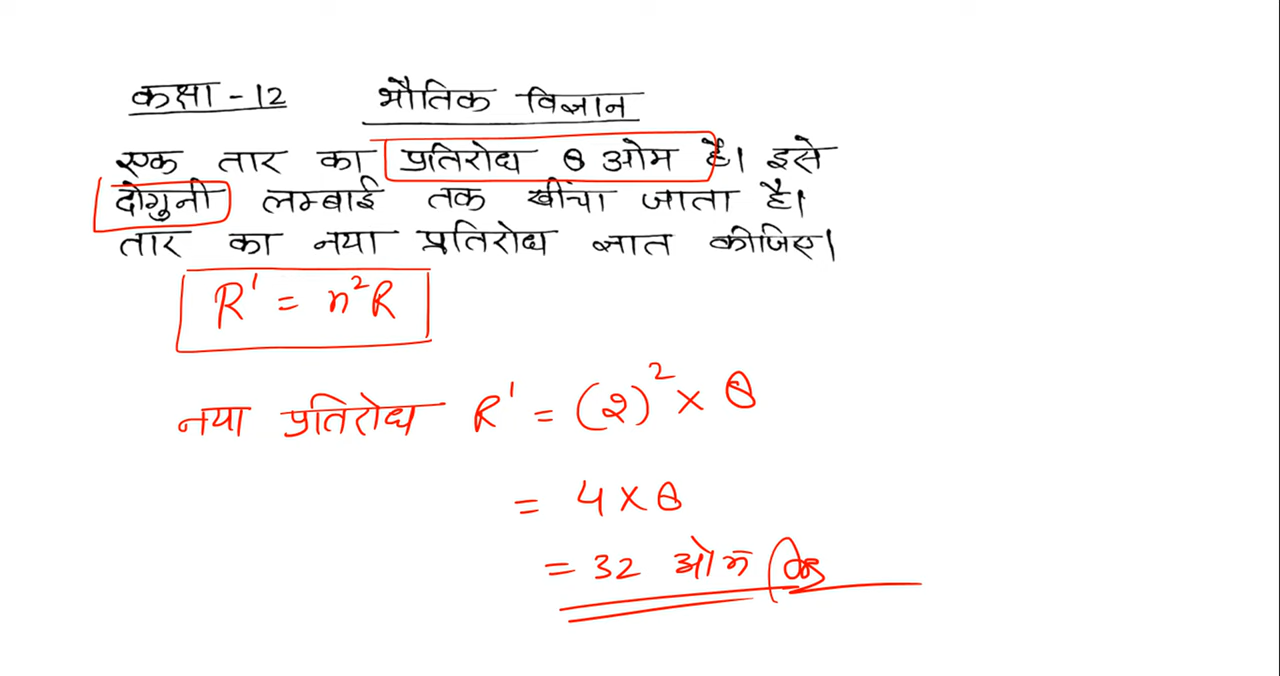 कक्षा - 12 भौतिक विज्ञान
एक तार का प्रतिरोध 8 ओम है। इसे
दोगुनी लम्बाई तक खींचा जाता है।
तार का नया प्रतिरोध ज्ञात कीजिए।
R' = n²R
नया प्रतिरोध R' = (2)² × 8
= 4 × 8
= 32 ओम